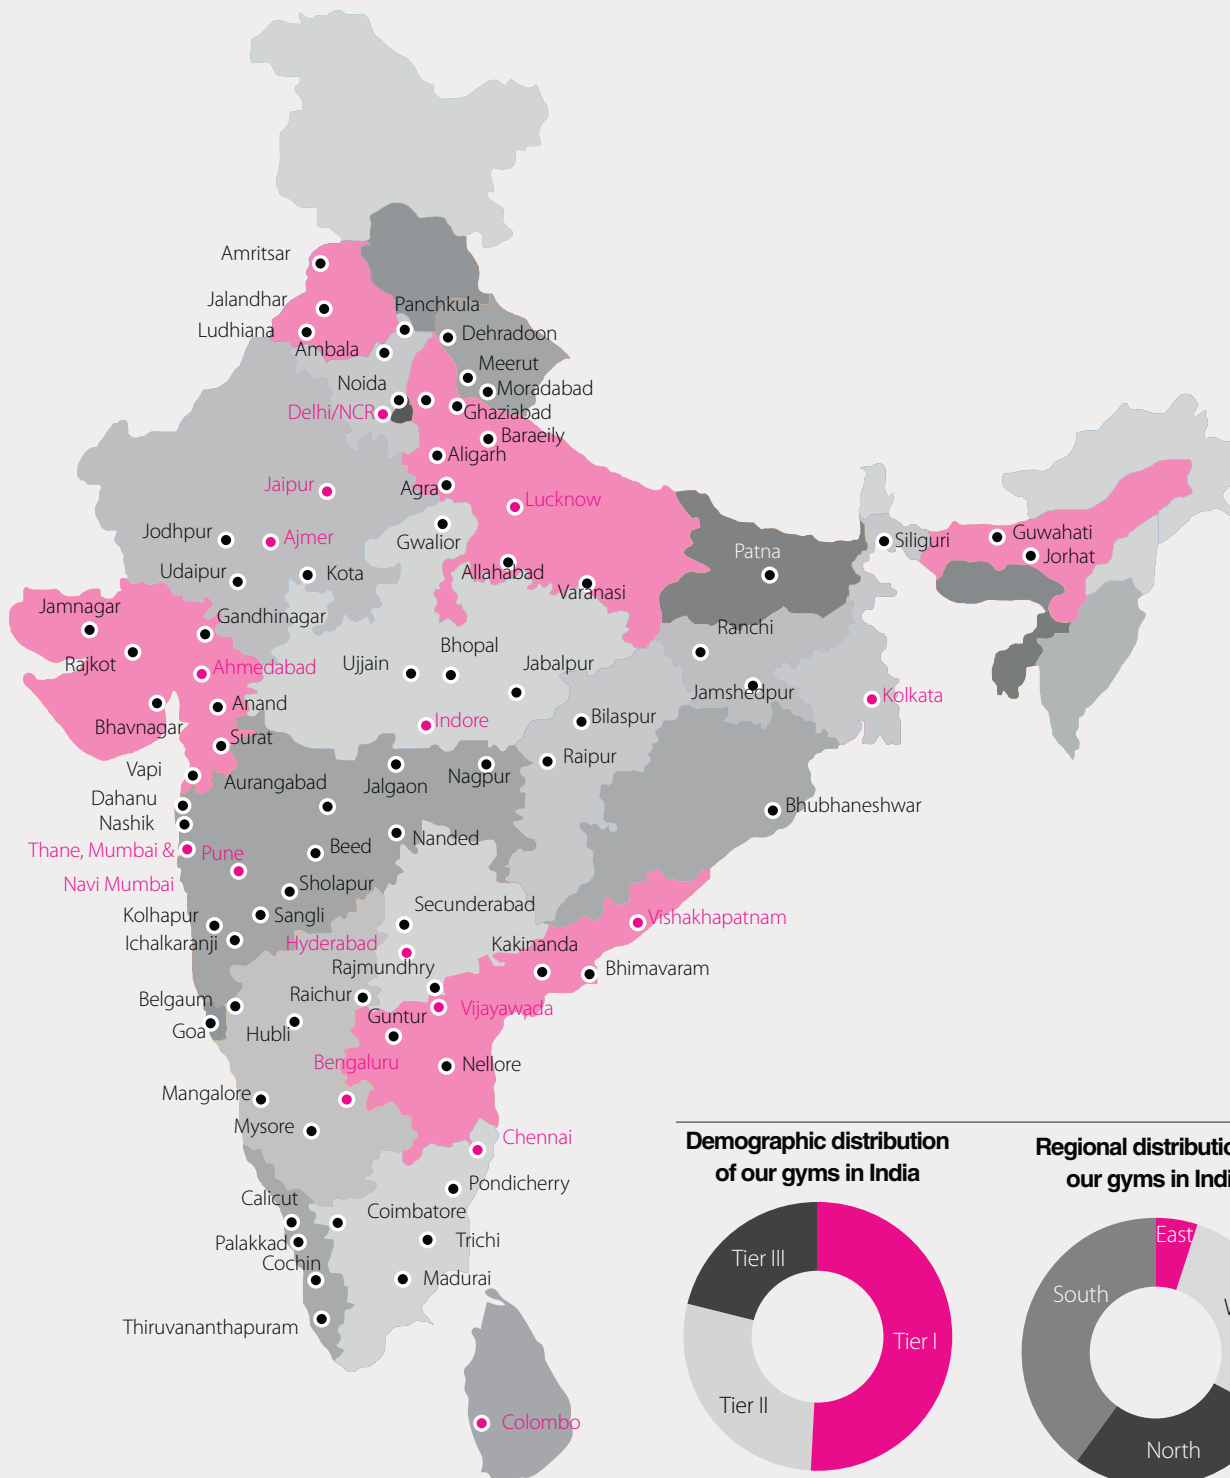 Amritsar
Jalandhar
Panchkula
Ludhiana
Dehradoon
Ambala
Meerut
Noida
Moradabad
Delhi/NCR
Ghaziabad
Baraeily
Aligarh
Jaipur
Agra
Lucknow
Jodhpur
Ajmer
Gwalior
Patna
Siliguri
Guwahati
Jorhat
Udaipur
Kota
Allahabad
Varanasi
Jamnagar
Gandhinagar
Ranchi
Rajkot
Ahmedabad
Ujjain
Bhopal
Jabalpur
Jamshedpur
Kolkata
Bhavnagar
Anand
Indore
Bilaspur
Surat
Vapi
Aurangabad
Jalgaon
Nagpur
Raipur
Dahanu
Bhubhaneshwar
Nashik
Nanded
Thane, Mumbai &
Navi Mumbai
Pune
Beed
Sholapur
Kolhapur
Sangli
Secunderabad
Vishakhapatnam
Ichalkaranji
Hyderabad
Kakinanda
Rajmundhry
Bhimavaram
Belgaum
Raichur
Vijayawada
Goa
Hubli
Guntur
Bengaluru
Nellore
Mangalore
Mysore
Chennai
Pondicherry
Calicut
Coimbatore
Palakkad
Trichi
Cochin
Madurai
Thiruvananthapuram
Colombo
Demographic distribution
of our gyms in India
Tier III
Tier I
Tier II
Regional distributio
our gyms in Indi
East
South
North